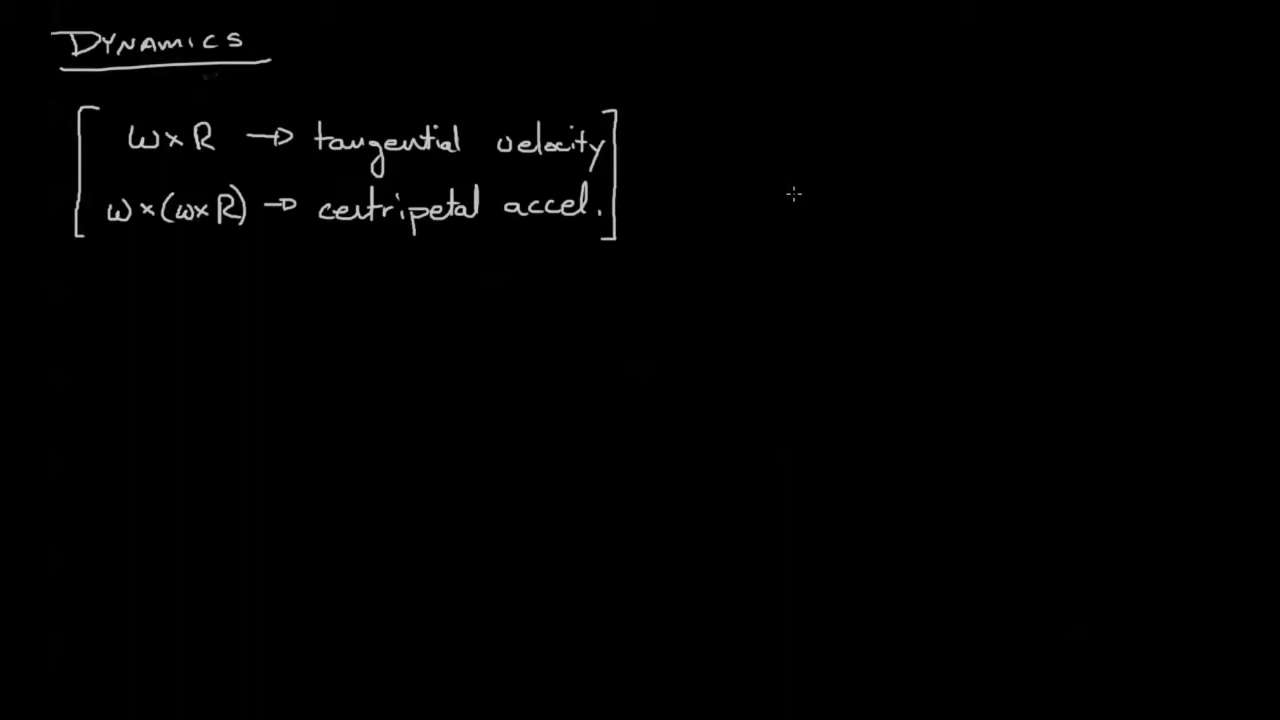 DYNAMICS
ω×R → tangential velocity
ω×(ω×R) → centripetal accel.